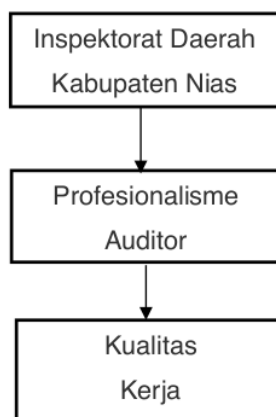 Inspektorat Daerah
Kabupaten Nias
Profesionalisme
Auditor
Kualitas
Kerja